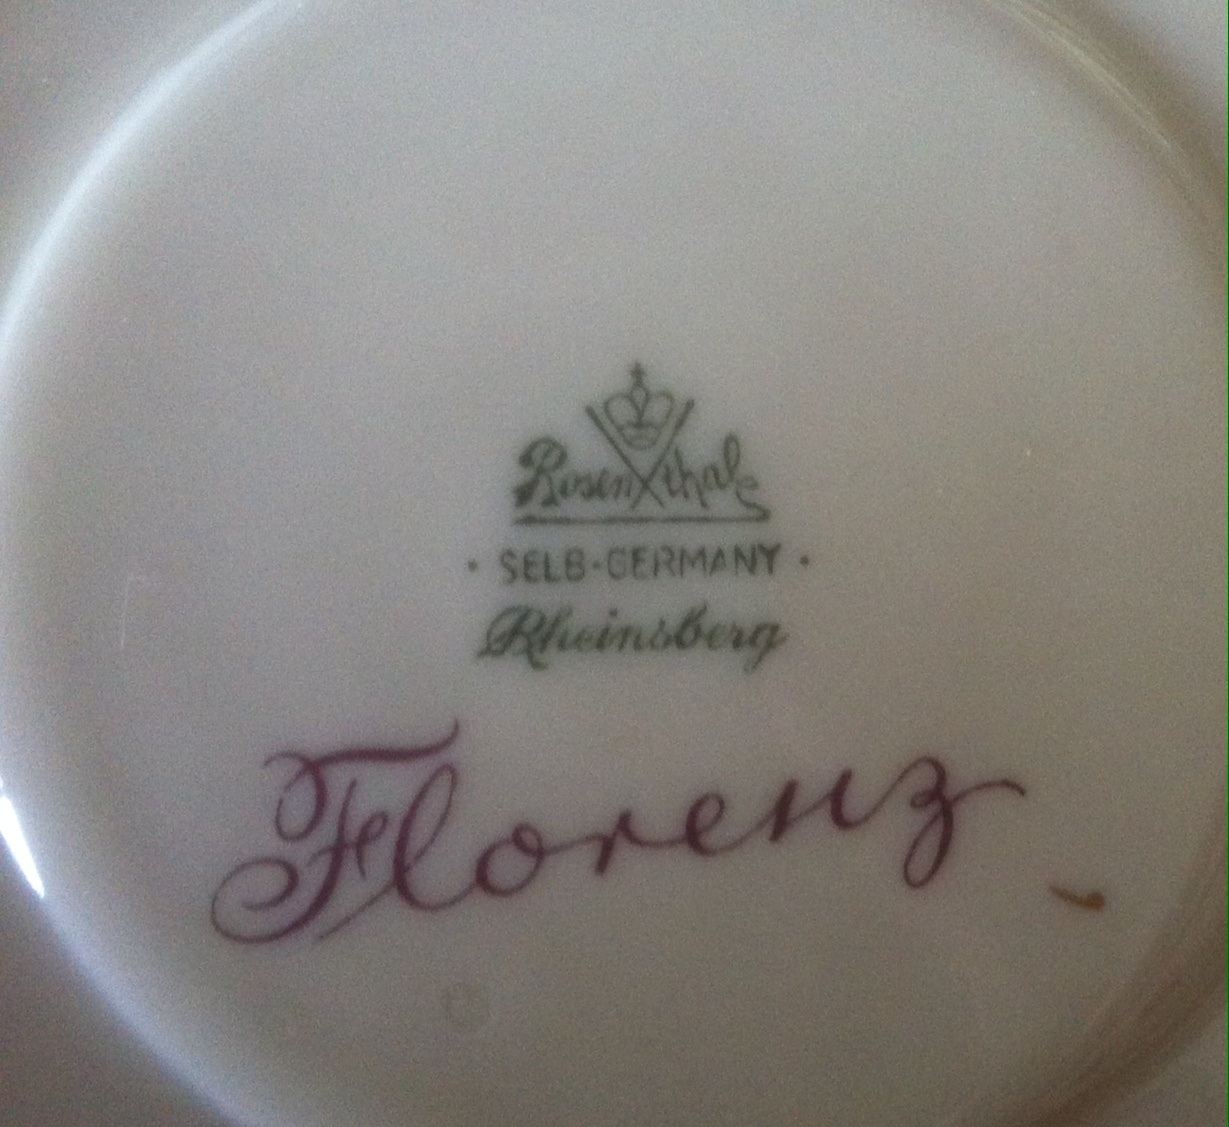 Rosenthal
· SELB-GERMANY ·
Rheinsberg
Florenz